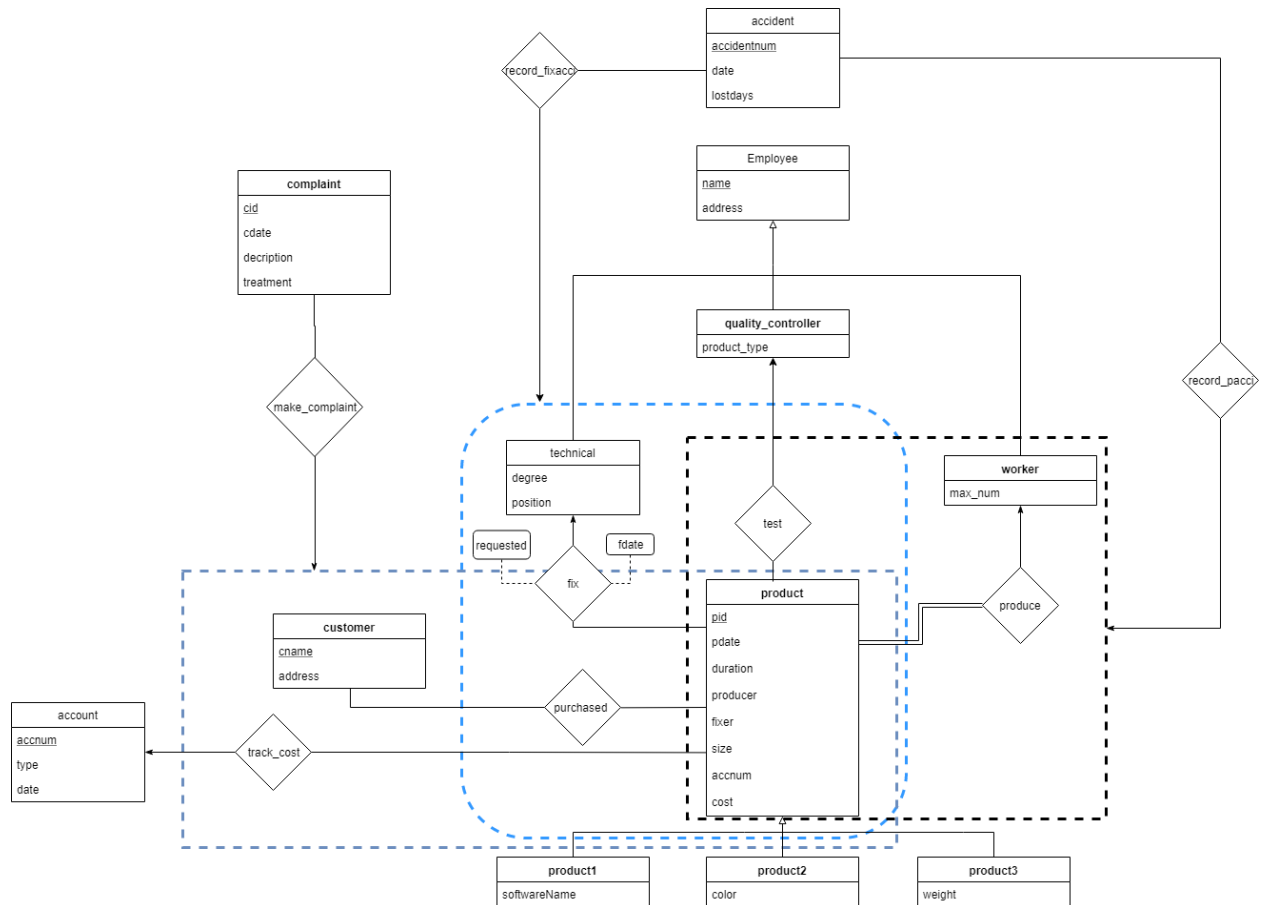 accident
accidentnum
date
lostdays
record_fixacci
Employee
name
address
complaint
cid
cdate
decription
treatment
quality_controller
product_type
record_pacci
make_complaint
technical
degree
position
worker
max_num
test
requested
fdate
fix
product
pid
pdate
duration
producer
fixer
size
accnum
cost
produce
customer
cname
address
purchased
account
accnum
type
date
track_cost
product1
softwareName
product2
color
product3
weight